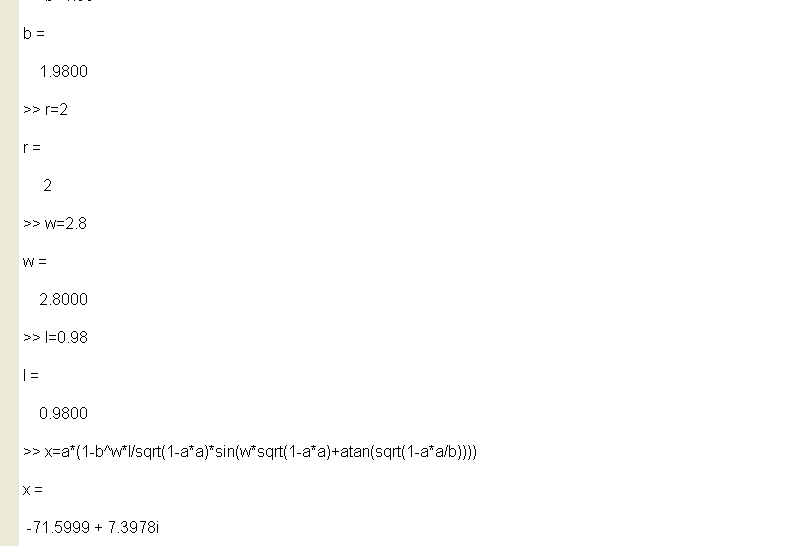 b =
1.9800
>> r=2
r =
2
>> w=2.8
w =
2.8000
>> l=0.98
l =
0.9800
>> x=a*(1-b^w*l/sqrt(1-a*a)*sin(w*sqrt(1-a*a)+atan(sqrt(1-a*a/b))))
x =
-71.5999 + 7.3978i